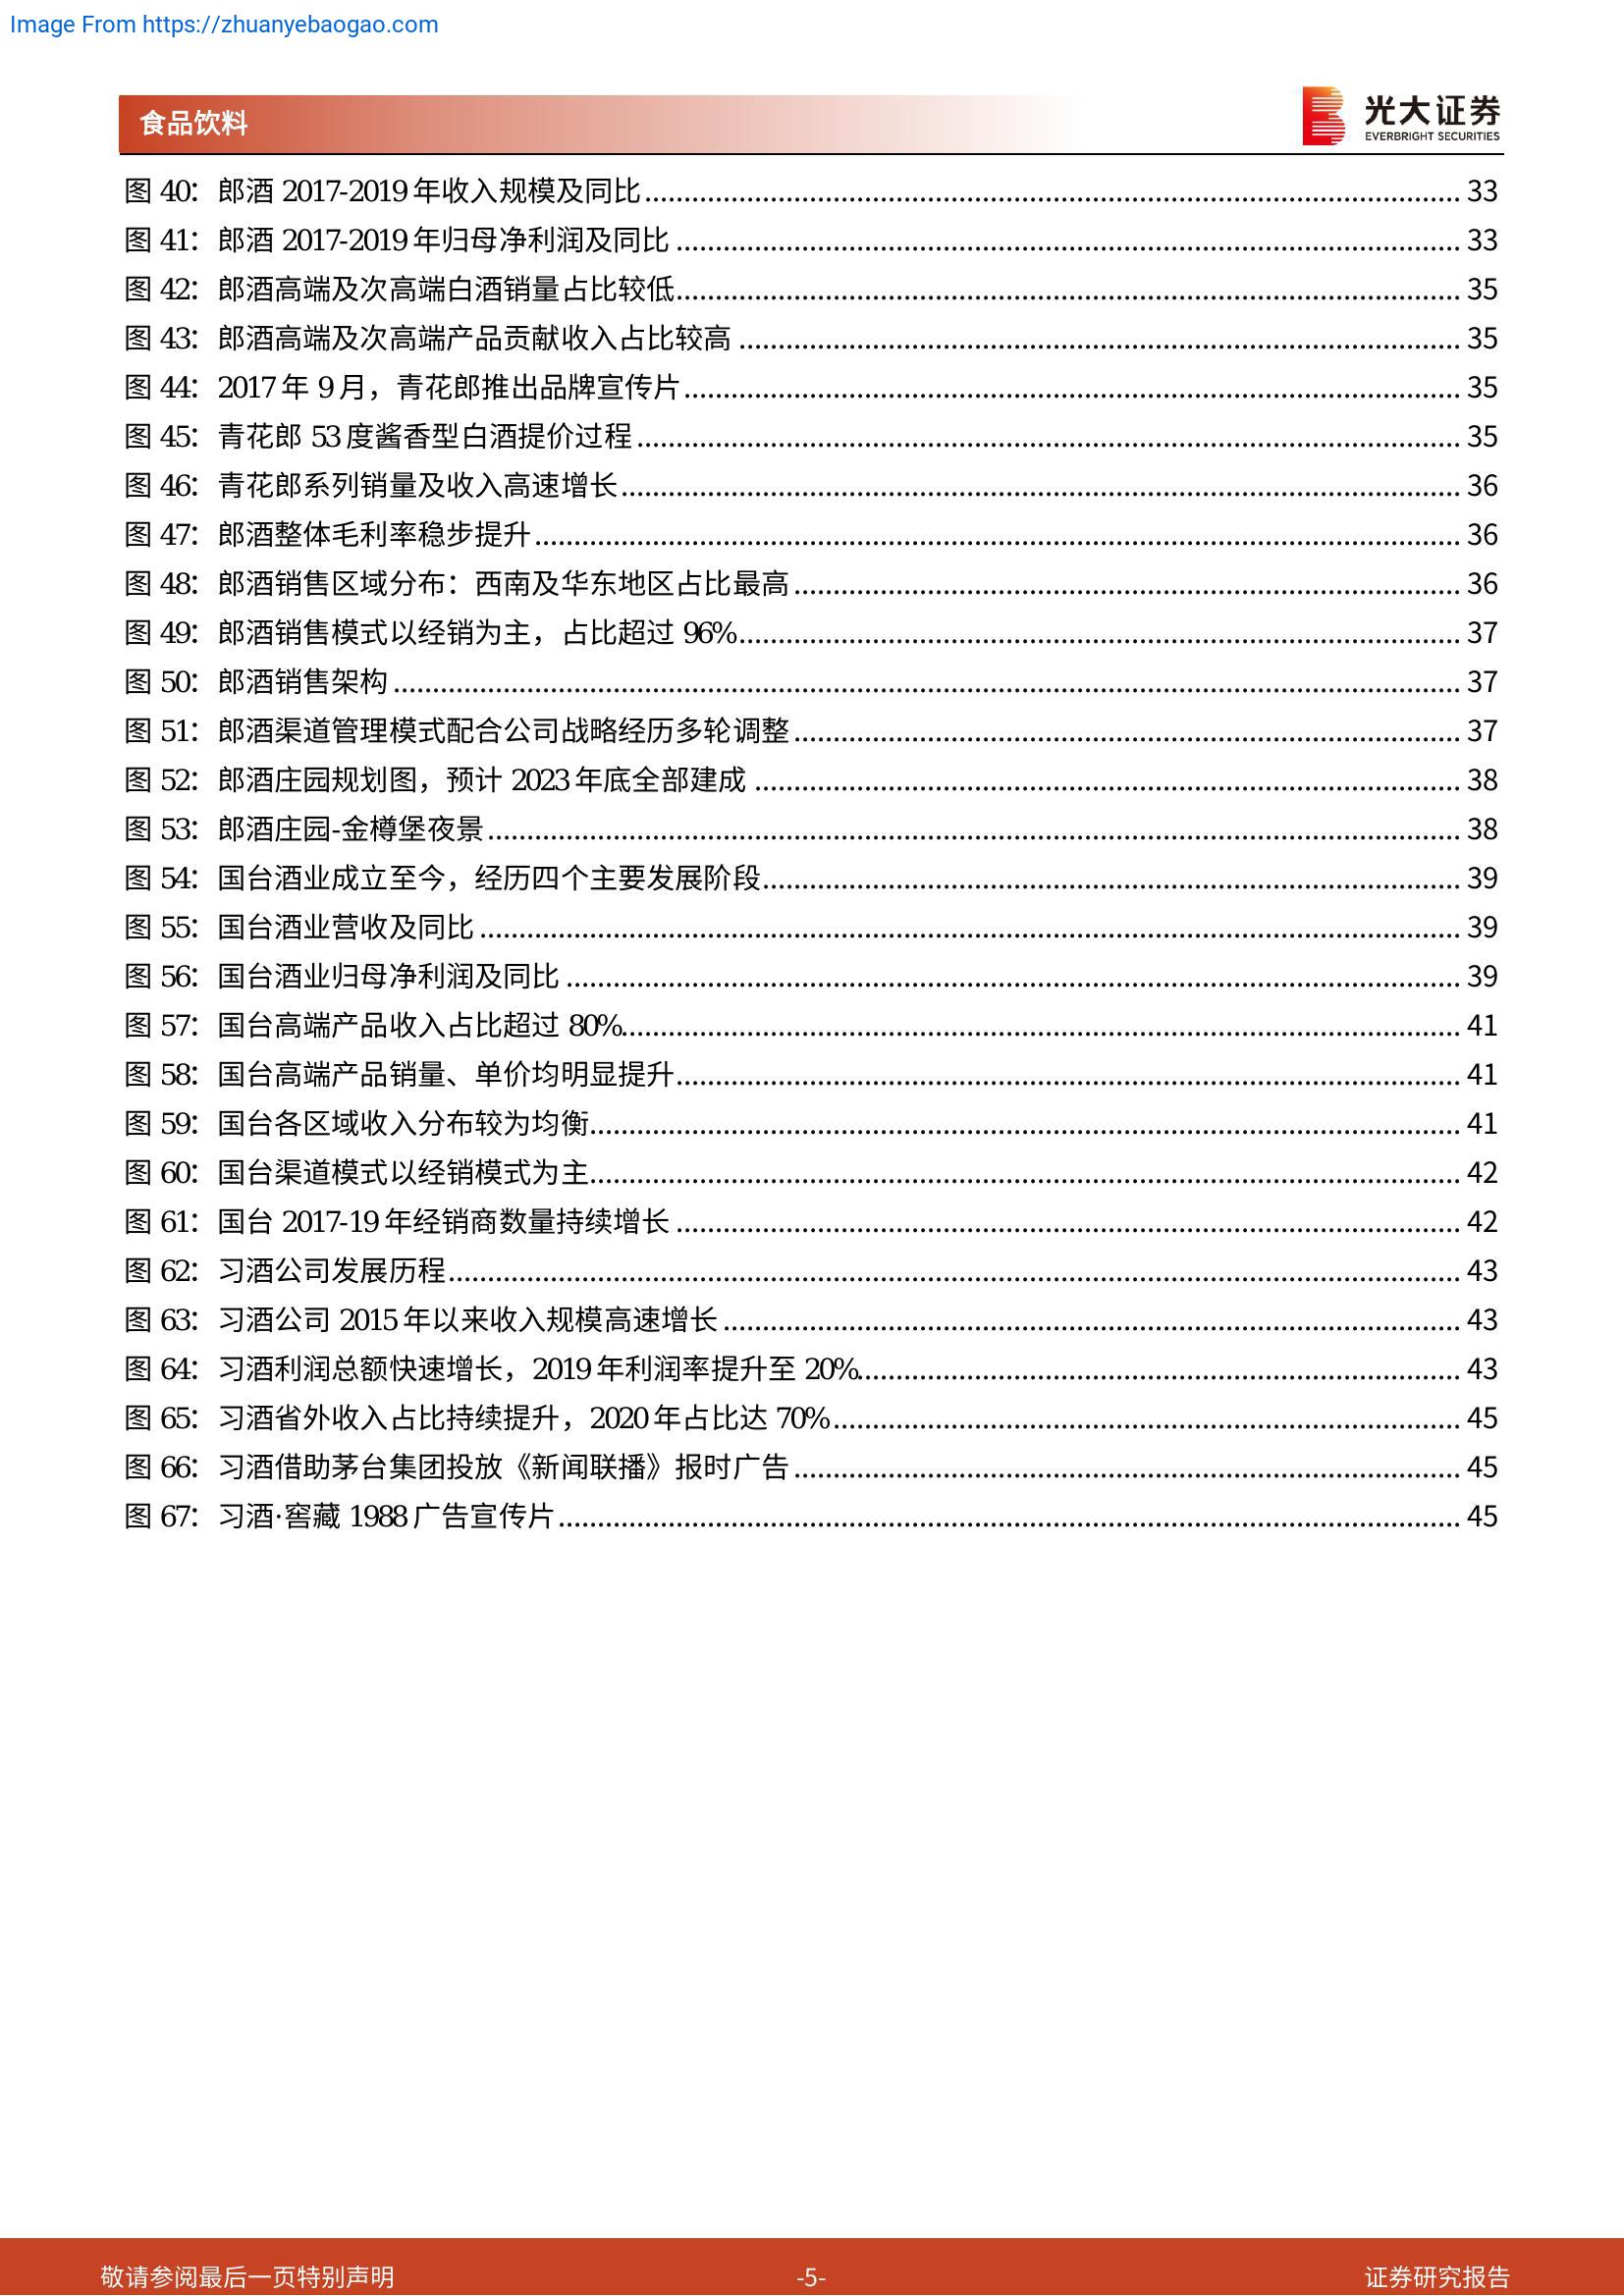 Image From https://zhuanyebaogao.com
食品饮料
光大证券
EVERBRIGHT SECURITIES
图 40：郎酒 2017-2019 年收入规模及同比 33
图 41：郎酒 2017-2019 年归母净利润及同比 33
图 42：郎酒高端及次高端白酒销量占比较低 35
图 43：郎酒高端及次高端产品贡献收入占比较高 35
图 44：2017 年 9 月，青花郎推出品牌宣传片 35
图 45：青花郎 53 度酱香型白酒提价过程 35
图 46：青花郎系列销量及收入高速增长 36
图 47：郎酒整体毛利率稳步提升 36
图 48：郎酒销售区域分布：西南及华东地区占比最高 36
图 49：郎酒销售模式以经销为主，占比超过 96% 37
图 50：郎酒销售架构 37
图 51：郎酒渠道管理模式配合公司战略经历多轮调整 37
图 52：郎酒庄园规划图，预计 2023 年底全部建成 38
图 53：郎酒庄园-金樽堡夜景 38
图 54：国台酒业成立至今，经历四个主要发展阶段 39
图 55：国台酒业营收及同比 39
图 56：国台酒业归母净利润及同比 39
图 57：国台高端产品收入占比超过 80% 41
图 58：国台高端产品销量、单价均明显提升 41
图 59：国台各区域收入分布较为均衡 41
图 60：国台渠道模式以经销模式为主 42
图 61：国台 2017-19 年经销商数量持续增长 42
图 62：习酒公司发展历程 43
图 63：习酒公司 2015 年以来收入规模高速增长 43
图 64：习酒利润总额快速增长，2019 年利润率提升至 20% 43
图 65：习酒省外收入占比持续提升，2020 年占比达 70% 45
图 66：习酒借助茅台集团投放《新闻联播》报时广告 45
图 67：习酒·窖藏 1988 广告宣传片 45
敬请参阅最后一页特别声明 -5- 证券研究报告